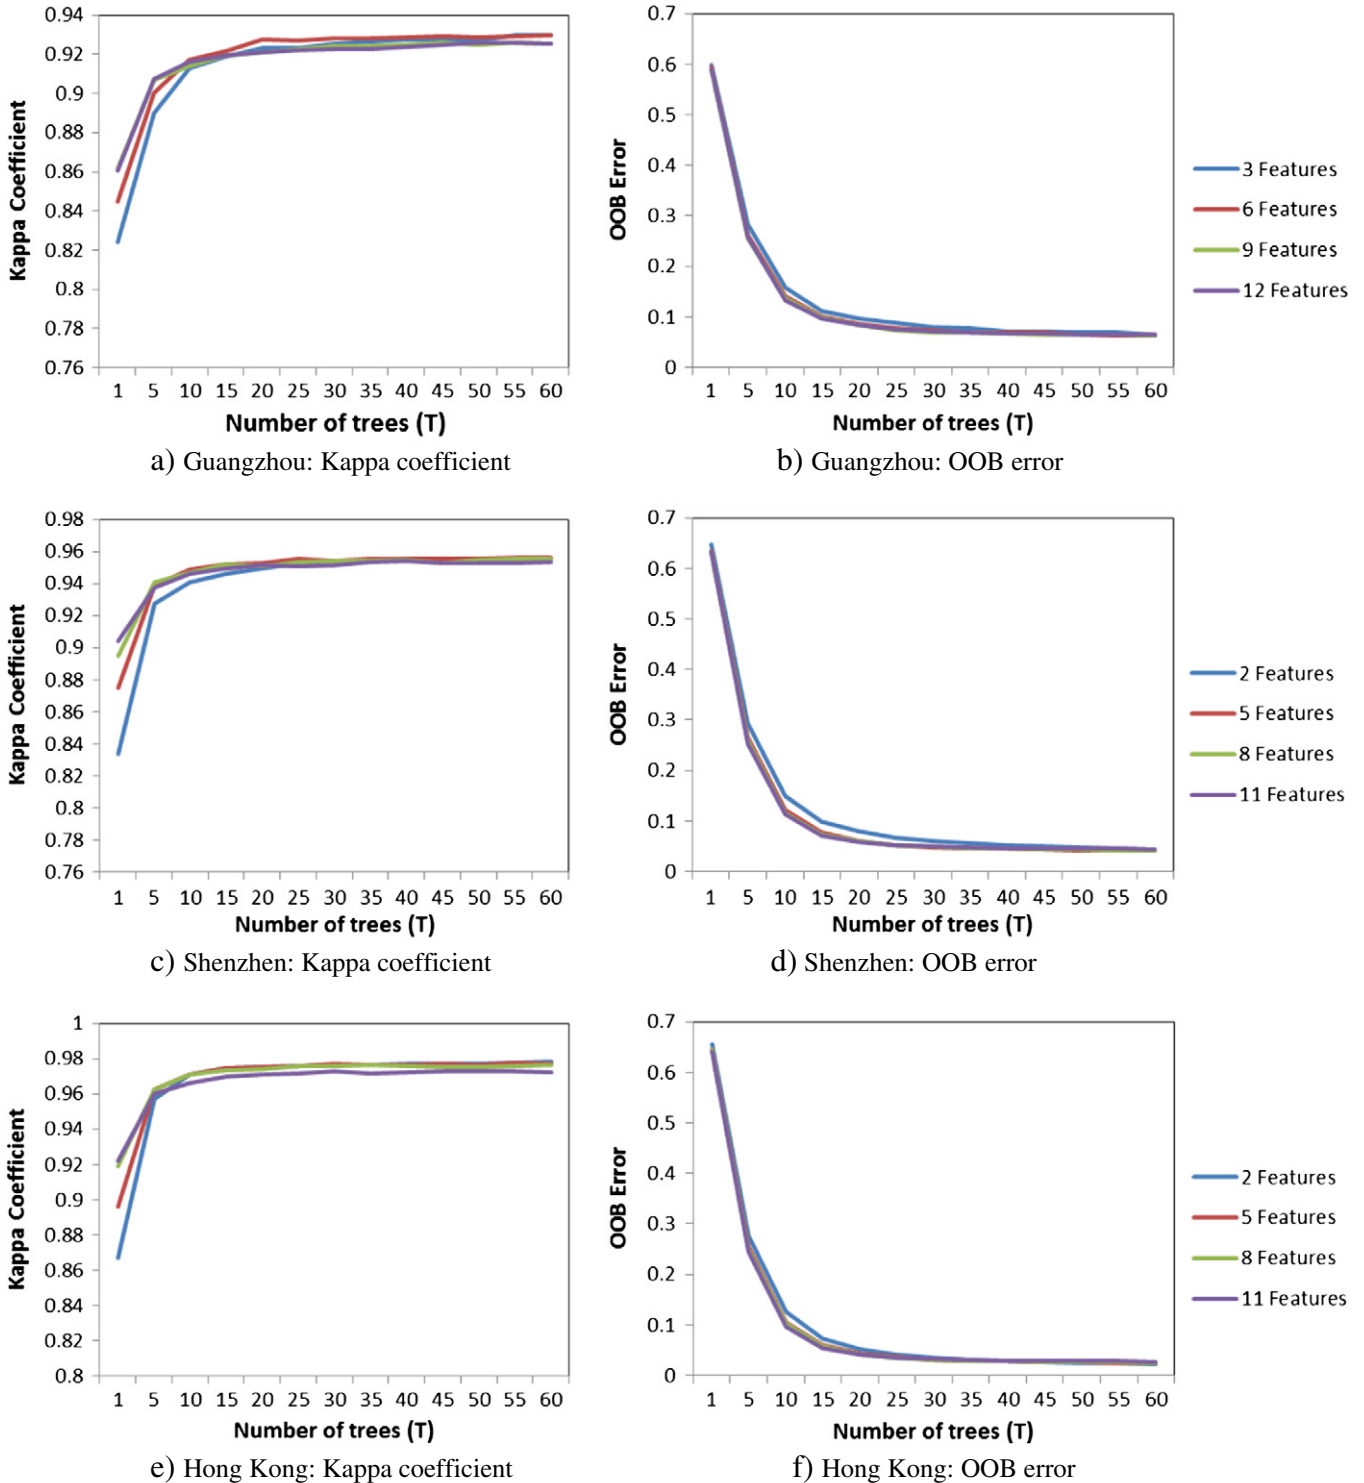 0.94
0.92
0.9
0.88
0.86
0.84
0.82
0.8
0.78
0.76
Kappa Coefficient
1 5 10 15 20 25 30 35 40 45 50 55 60
Number of trees (T)
a) Guangzhou: Kappa coefficient
0.7
0.6
0.5
0.4
0.3
0.2
0.1
0
OOB Error
1 5 10 15 20 25 30 35 40 45 50 55 60
Number of trees (T)
b) Guangzhou: OOB error
3 Features
6 Features
9 Features
12 Features
0.98
0.96
0.94
0.92
0.9
0.88
0.86
0.84
0.82
0.8
0.78
0.76
Kappa Coefficient
1 5 10 15 20 25 30 35 40 45 50 55 60
Number of trees (T)
c) Shenzhen: Kappa coefficient
0.7
0.6
0.5
0.4
0.3
0.2
0.1
0
OOB Error
1 5 10 15 20 25 30 35 40 45 50 55 60
Number of trees (T)
d) Shenzhen: OOB error
2 Features
5 Features
8 Features
11 Features
1
0.98
0.96
0.94
0.92
0.9
0.88
0.86
0.84
0.82
0.8
Kappa Coefficient
1 5 10 15 20 25 30 35 40 45 50 55 60
Number of trees (T)
e) Hong Kong: Kappa coefficient
0.7
0.6
0.5
0.4
0.3
0.2
0.1
0
OOB Error
1 5 10 15 20 25 30 35 40 45 50 55 60
Number of trees (T)
f) Hong Kong: OOB error
2 Features
5 Features
8 Features
11 Features